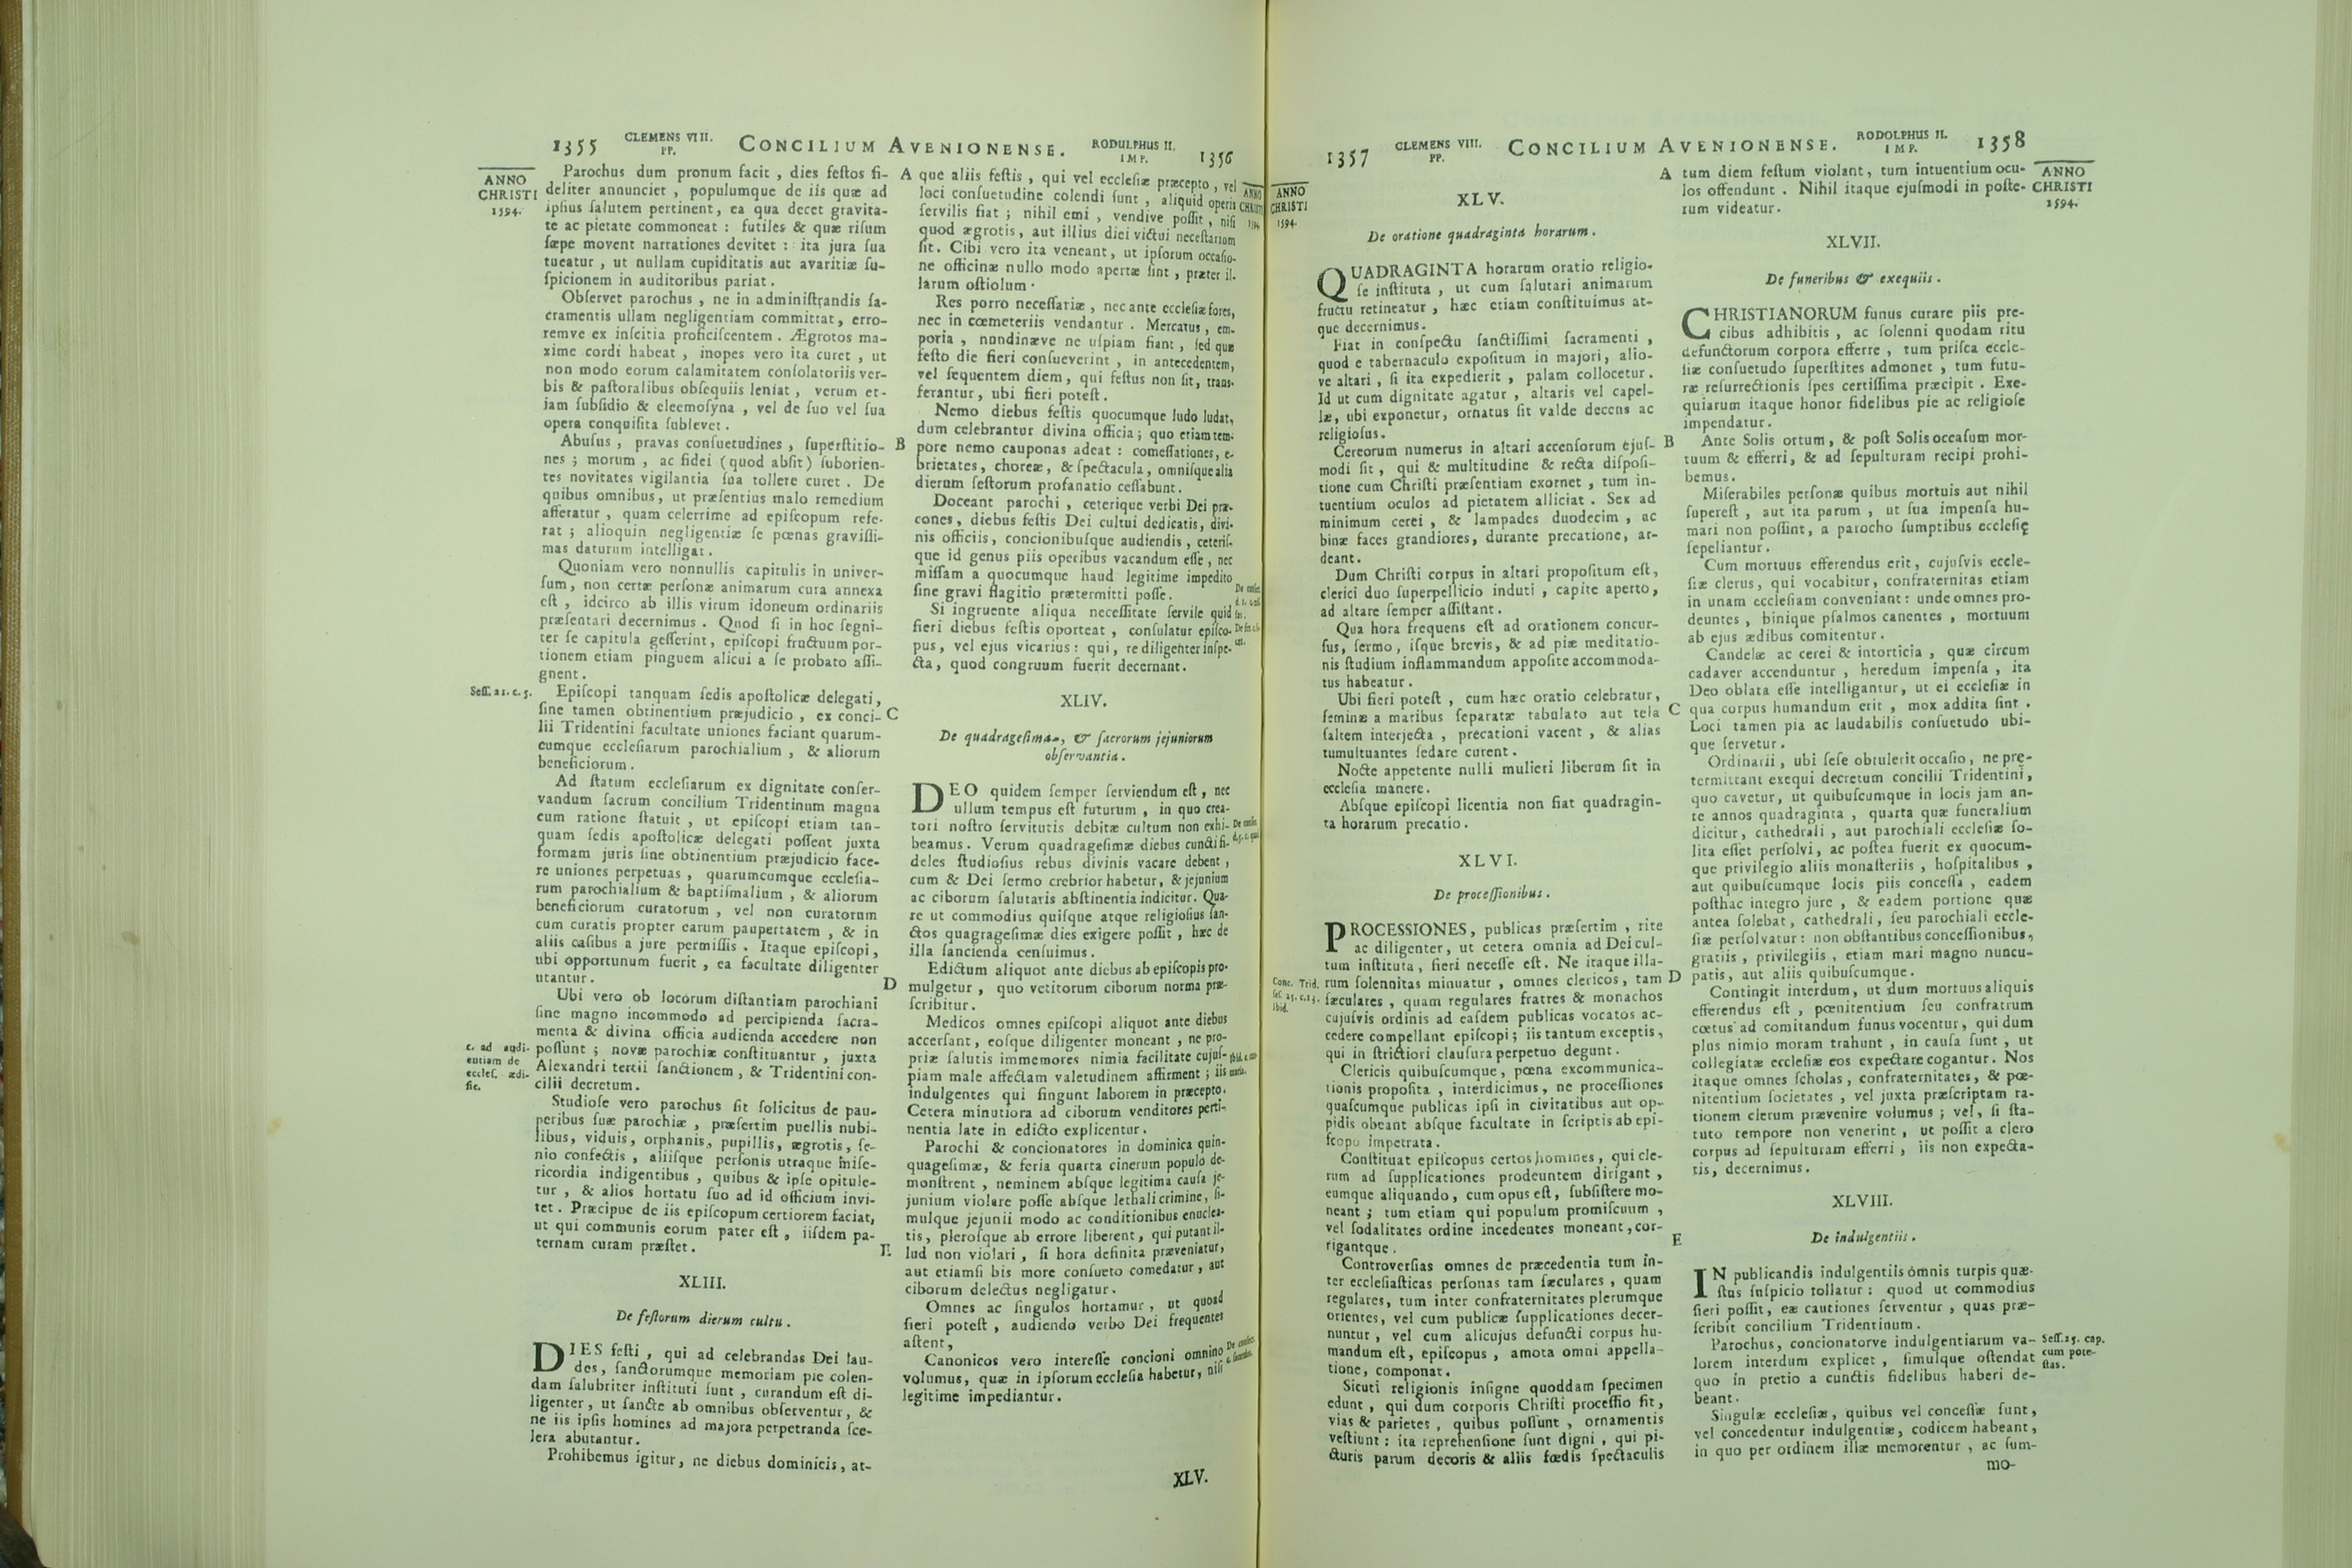 1355 CLEMENS VIII. PP. CONCILIUM AVENIONENSE. RODULPHUS II. IMP. 1356
ANNO
CHRISTI
1594.
Parochus dum pronum facit, dies feſtos fi-
deliter annunciet, populumque de iis quæ ad
ipſius ſalutem pertinent, ea qua decet gravita-
te ac pietate commoneat: futiles & quæ riſum
ſæpe movent narrationes devitet: ita jura ſua
tueatur, ut nullam cupiditatis aut avaritiæ ſu-
ſpicionem in auditoribus pariat.
Obſervet parochus, ne in adminiſtrandis ſa-
cramentis ullam negligentiam committat, erro-
remve ex inſcitia proficiſcentem. Ægrotos ma-
xime cordi habeat, inopes vero ita curet, ut
non modo eorum calamitatem conſolatoriis ver-
bis & paſtoralibus obſequiis leniat, verum et-
iam ſubſidio & eleemoſyna, vel de ſuo vel ſua
opera conquiſita ſublevet.
Abuſus, pravas conſuetudines, ſuperſtitio-
nes; morum, ac fidei (quod abſit) ſuborien-
tes novitates vigilantia ſua tollere curet. De
quibus omnibus, ut præſentius malo remedium
afferatur, quam celerrime ad epiſcopum refe-
rat; alioquin negligentiæ ſe pœnas graviſſi-
mas daturum intelligat.
Quoniam vero nonnullis capitulis in univer-
ſum, non certæ perſonæ animarum cura annexa
eſt, idcirco ab illis virum idoneum ordinariis
præſentari decernimus. Quod ſi in hoc ſegni-
ter ſe capitula geſſerint, epiſcopi fructuum por-
tionem etiam pinguem alicui a ſe probato aſſi-
gnent.
Seſſ. 21. c. 5.
Epiſcopi tanquam ſedis apoſtolicæ delegati,
ſine tamen obtinentium præjudicio, ex conci-
lii Tridentini facultate uniones faciant quarum-
cumque eccleſiarum parochialium, & aliorum
beneficiorum.
Ad ſtatum eccleſiarum ex dignitate conſer-
vandum ſacrum concilium Tridentinum magna
cum ratione ſtatuit, ut epiſcopi etiam tan-
quam ſedis apoſtolicæ delegati poſſent juxta
formam juris ſine obtinentium præjudicio face-
re uniones perpetuas, quarumcumque eccleſia-
rum parochialium & baptiſmalium, & aliorum
beneficiorum curatorum, vel non curatorum
cum curatis propter earum paupertatem, & in
aliis caſibus a jure permiſſis. Itaque epiſcopi,
ubi opportunum fuerit, ea facultate diligenter
utantur.
Ubi vero ob locorum diſtantiam parochiani
ſine magno incommodo ad percipienda ſacra-
menta & divina officia audienda accedere non
poſſunt; novæ parochiæ conſtituantur, juxta
Alexandri tertii ſanctionem, & Tridentini con-
cilii decretum.
c. ad audi-
entiam de
eccleſ. ædi-
fic.
Studioſe vero parochus ſit ſolicitus de pau-
peribus ſuæ parochiæ, præſertim puellis nubi-
libus, viduis, orphanis, pupillis, ægrotis, ſe-
nio confectis, aliiſque perſonis utraque miſe-
ricordia indigentibus, quibus & ipſe opitule-
tur, & alios hortatu ſuo ad id officium invi-
tet. Præcipue de iis epiſcopum certiorem faciat,
ut qui communis eorum pater eſt, iiſdem pa-
ternam curam præſtet.
XLIII.
De feſtorum dierum cultu.
DIES feſti, qui ad celebrandas Dei lau-
des, ſanctorumque memoriam pie colen-
dam ſalubriter inſtituti ſunt, curandum eſt di-
ligenter, ut ſancte ab omnibus obſerventur, &
ne iis ipſis homines ad majora perpetranda ſce-
lera abutantur.
Prohibemus igitur, ne diebus dominicis, at-
A
B
C
D
E
que aliis feſtis, qui vel eccleſiæ præcepto, vel
loci conſuetudine colendi ſunt, aliquid operis
ſervilis fiat; nihil emi, vendive poſſit, niſi
quod ægrotis, aut illius diei victui neceſſarium
ſit. Cibi vero ita veneant, ut ipſorum occaſio-
ne officinæ nullo modo apertæ ſint, præter il-
larum oſtiolum.
ANNO
CHRISTI
1594.
Res porro neceſſariæ, nec ante eccleſiæ fores,
nec in cœmeteriis vendantur. Mercatus, em-
poria, nundinæve ne uſpiam fiant, ſed quæ
feſto die fieri conſueverint, in antecedentem,
vel ſequentem diem, qui feſtus non ſit, trans-
ferantur, ubi fieri poteſt.
Nemo diebus feſtis quocumque ludo ludat,
dum celebrantur divina officia; quo etiam tem-
pore nemo cauponas adeat: comeſſationes, e-
brietates, choreæ, & ſpectacula, omniſque alia
dierum feſtorum profanatio ceſſabunt.
Doceant parochi, ceterique verbi Dei præ-
cones, diebus feſtis Dei cultui dedicatis, divi-
nis officiis, concionibuſque audiendis, ceteriſ-
que id genus piis operibus vacandum eſſe, nec
miſſam a quocumque haud legitime impedito
ſine gravi flagitio prætermitti poſſe.
Si ingruente aliqua neceſſitate ſervile quid
fieri diebus feſtis oporteat, conſulatur epiſco-
pus, vel ejus vicarius: qui, re diligenter inſpe-
cta, quod congruum fuerit decernant.
XLIV.
De quadrageſimæ, & ſacrorum jejuniorum
obſervantia.
DEO quidem ſemper ſerviendum eſt, nec
ullum tempus eſt futurum, in quo crea-
tori noſtro ſervitutis debitæ cultum non exhi-
beamus. Verum quadrageſimæ diebus cuncti fi-
deles ſtudioſius rebus divinis vacare debent,
cum & Dei ſermo crebrior habetur, & jejunium
ac ciborum ſalutaris abſtinentia indicitur. Qua-
re ut commodius quiſque atque religioſius ſan-
ctos quagrageſimæ dies exigere poſſit, hæc de
illa ſancienda cenſuimus.
Edictum aliquot ante diebus ab epiſcopis pro-
mulgetur, quo vetitorum ciborum norma præ-
ſcribitur.
Medicos omnes epiſcopi aliquot ante diebus
accerſant, eoſque diligenter moneant, ne pro-
priæ ſalutis immemores nimia facilitate cujuſ-
piam male affectam valetudinem affirment; iis
indulgentes qui fingunt laborem in præcepto.
Cetera minutiora ad ciborum venditores perti-
nentia late in edicto explicentur.
Parochi & concionatores in dominica quin-
quageſimæ, & feria quarta cinerum populo de-
monſtrent, neminem abſque legitima cauſa je-
junium violare poſſe abſque lethali crimine, ſi-
mulque jejunii modo ac conditionibus enuclea-
tis, pleroſque ab errore liberent, qui putant il-
lud non violari, ſi hora definita præveniatur,
aut etiamſi bis more conſueto comedatur, aut
ciborum delectus negligatur.
Omnes ac ſingulos hortamur, ut quoad
fieri poteſt, audiendo verbo Dei frequentes
aſtent,
Canonicos vero intereſſe concioni omnino
volumus, quæ in ipſorum eccleſia habetur, niſi
legitime impediantur.
XLV.
1357 CLEMENS VIII. PP. CONCILIUM AVENIONENSE. RODOLPHUS II. IMP. 1358
ANNO
CHRISTI
1594.
XLV.
De oratione quadraginta horarum.
QUADRAGINTA horarum oratio religio-
ſe inſtituta, ut cum ſalutari animarum
fructu retineatur, hæc etiam conſtituimus at-
que decernimus.
Fiat in conſpectu ſanctiſſimi ſacramenti,
quod e tabernaculo expoſitum in majori, alio-
ve altari, ſi ita expedierit, palam collocetur.
Id ut cum dignitate agatur, altaris vel capel-
læ, ubi exponetur, ornatus ſit valde decens ac
religioſus.
Cereorum numerus in altari accenſorum ejuſ-
modi ſit, qui & multitudine & recta diſpoſi-
tione cum Chriſti præſentiam exornet, tum in-
tuentium oculos ad pietatem alliciat. Sex ad
minimum cerei, & lampades duodecim, ac
binæ faces grandiores, durante precatione, ar-
deant.
Dum Chriſti corpus in altari propoſitum eſt,
clerici duo ſuperpellicio induti, capite aperto,
ad altare ſemper aſſiſtant.
Qua hora frequens eſt ad orationem concur-
ſus, ſermo, iſque brevis, & ad piæ meditatio-
nis ſtudium inflammandum appoſite accommoda-
tus habeatur.
Ubi fieri poteſt, cum hæc oratio celebratur,
feminæ a maribus ſeparatæ tabulato aut tela
ſaltem interjecta, precationi vacent, & alias
tumultuantes ſedare curent.
Nocte appetente nulli mulieri liberum ſit in
eccleſia manere.
Abſque epiſcopi licentia non fiat quadragin-
ta horarum precatio.
XLVI.
De proceſſionibus.
PROCESSIONES, publicas præſertim, rite
ac diligenter, ut cetera omnia ad Dei cul-
tum inſtituta, fieri neceſſe eſt. Ne itaque illa-
rum ſolennitas minuatur, omnes clericos, tam
ſæculares, quam regulares fratres & monachos
cujuſvis ordinis ad eaſdem publicas vocatos ac-
cedere compellant epiſcopi; iis tantum exceptis,
qui in ſtrictiori clauſura perpetuo degunt.
Conc. Trid.
ſeſ. 25. c. 13.
Ibid.
Clericis quibuſcumque, pœna excommunica-
tionis propoſita, interdicimus, ne proceſſiones
quaſcumque publicas ipſi in civitatibus aut op-
pidis obeant abſque facultate in ſcriptis ab epi-
ſcopo impetrata.
Conſtituat epiſcopus certos homines, qui cle-
rum ad ſupplicationes prodeuntem dirigant,
eumque aliquando, cum opus eſt, ſubſiſtere mo-
neant; tum etiam qui populum promiſcuum,
vel ſodalitates ordine incedentes moneant, cor-
rigantque.
Controverſias omnes de præcedentia tum in-
ter eccleſiaſticas perſonas tam ſæculares, quam
regulares, tum inter confraternitates plerumque
orientes, vel cum publicæ ſupplicationes decer-
nuntur, vel cum alicujus defuncti corpus hu-
mandum eſt, epiſcopus, amota omni appella-
tione, componat.
Sicuti religionis inſigne quoddam ſpecimen
edunt, qui dum corporis Chriſti proceſſio fit,
vias & parietes, quibus poſſunt, ornamentis
veſtiunt: ita reprehenſione ſunt digni, qui pi-
cturis parum decoris & aliis fœdis ſpectaculis
A
B
C
D
E
tum diem feſtum violant, tum intuentium ocu-
los offendunt. Nihil itaque ejuſmodi in poſte-
rum videatur.
ANNO
CHRISTI
1594.
XLVII.
De funeribus & exequiis.
CHRISTIANORUM funus curare piis pre-
cibus adhibitis, ac ſolenni quodam ritu
defunctorum corpora efferre, tum priſca eccle-
ſiæ conſuetudo ſuperſtites admonet, tum futu-
ræ reſurrectionis ſpes certiſſima præcipit. Exe-
quiarum itaque honor fidelibus pie ac religioſe
impendatur.
Ante Solis ortum, & poſt Solis occaſum mor-
tuum & efferri, & ad ſepulturam recipi prohi-
bemus.
Miſerabiles perſonæ quibus mortuis aut nihil
ſupereſt, aut ita parum, ut ſua impenſa hu-
mari non poſſint, a parocho ſumptibus eccleſię
ſepeliantur.
Cum mortuus efferendus erit, cujuſvis eccle-
ſiæ clerus, qui vocabitur, confraternitas etiam
in unam eccleſiam conveniant: unde omnes pro-
deuntes, binique pſalmos canentes, mortuum
ab ejus ædibus comitentur.
Candelæ ac cerei & intorticia, quæ circum
cadaver accenduntur, heredum impenſa, ita
Deo oblata eſſe intelligantur, ut ei eccleſiæ in
qua corpus humandum erit, mox addita ſint.
Loci tamen pia ac laudabilis conſuetudo ubi-
que ſervetur.
Ordinarii, ubi ſeſe obtulerit occaſio, ne prę-
termittant exequi decretum concilii Tridentini,
quo cavetur, ut quibuſcumque in locis jam an-
te annos quadraginta, quarta quæ funeralium
dicitur, cathedrali, aut parochiali eccleſiæ ſo-
lita eſſet perſolvi, ac poſtea fuerit ex quocum-
que privilegio aliis monaſteriis, hoſpitalibus,
aut quibuſcumque locis piis conceſſa, eadem
poſthac integro jure, & eadem portione quæ
antea ſolebat, cathedrali, ſeu parochiali eccle-
ſiæ perſolvatur: non obſtantibus conceſſionibus,
gratiis, privilegiis, etiam mari magno nuncu-
patis, aut aliis quibuſcumque.
Contingit interdum, ut dum mortuus aliquis
efferendus eſt, pœnitentium ſeu confratrum
cœtus ad comitandum funus vocentur, qui dum
plus nimio moram trahunt, in cauſa ſunt, ut
collegiatæ eccleſiæ eos expectare cogantur. Nos
itaque omnes ſcholas, confraternitates, & pœ-
nitentium ſocietates, vel juxta præſcriptam ra-
tionem clerum prævenire volumus; vel, ſi ſta-
tuto tempore non venerint, ut poſſit a clero
corpus ad ſepulturam efferri, iis non expecta-
tis, decernimus.
XLVIII.
De indulgentiis.
IN publicandis indulgentiis omnis turpis quæ-
ſtus ſuſpicio tollatur: quod ut commodius
fieri poſſit, eæ cautiones ſerventur, quas præ-
ſcribit concilium Tridentinum.
Parochus, concionatorve indulgentiarum va-
lorem interdum explicet, ſimulque oſtendat
quo in pretio a cunctis fidelibus haberi de-
beant.
Seſſ. 25. cap.
cum pote-
ſtas.
Singulæ eccleſiæ, quibus vel conceſſæ ſunt,
vel concedentur indulgentiæ, codicem habeant,
in quo per ordinem illæ memorentur, ac ſum-
mo-